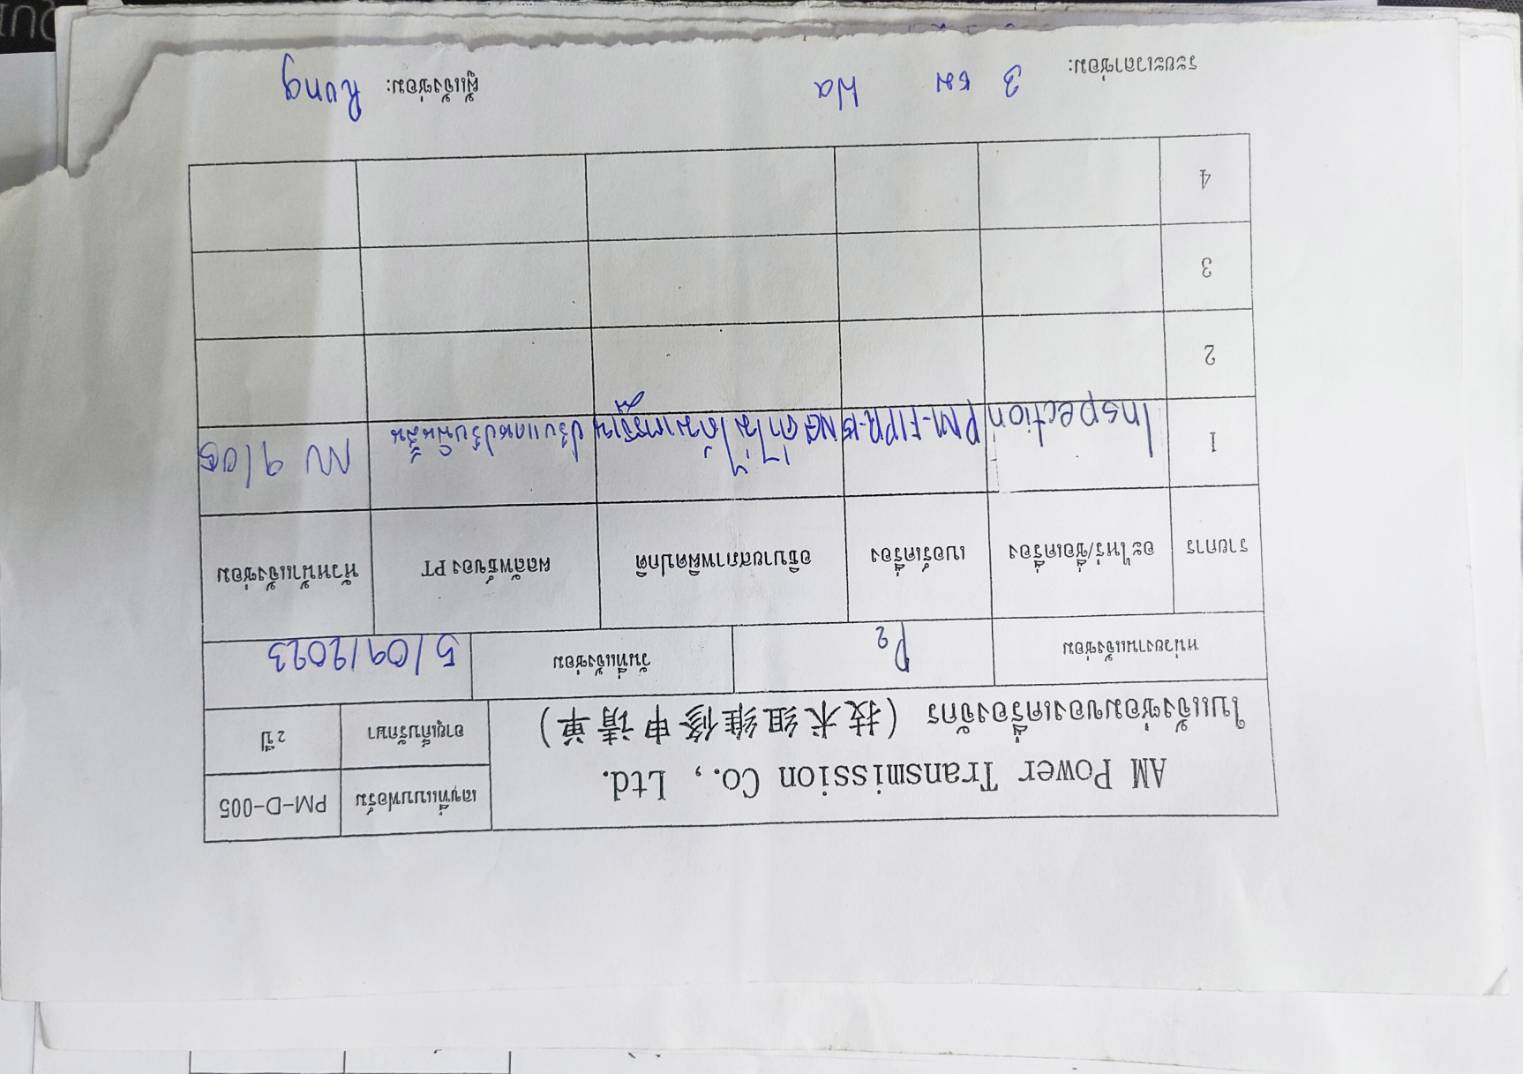 AM Power Transmission Co., Ltd.
ใบแจ้งซ่อมของเครื่องจักร (技术组维修申请单)
เลขที่แบบฟอร์ม PM-D-005
อายุเก็บรักษา 2 ปี
หน่วยงานแจ้งซ่อม P2 วันที่แจ้งซ่อม 5/09/2023
รายการ อะไหร่/ชื่อเครื่อง เบอร์เครื่อง อธิบายสภาพผิดปกติ ผลลัพธ์ของ PT หัวหน้าแจ้งซ่อม
1 Inspection PM-FIPR-15 NG ค่าไม่ได้มาตรฐาน ปรับแกนปรับพินสั้น NU 9/05
2
3
4
ระยะเวลาซ่อม: 3 ชม Wa ผู้แจ้งซ่อม: Rung